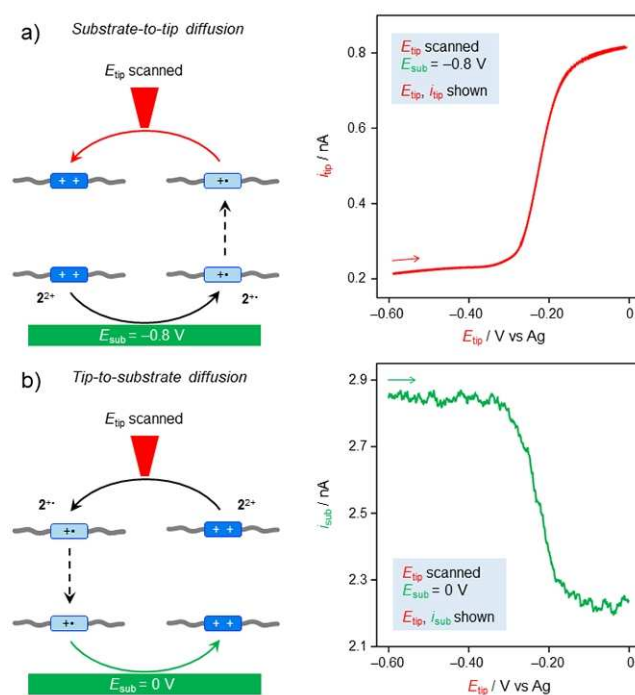 a)
Substrate-to-tip diffusion
E_tip scanned
+ +
+•
+ +
+•
2²⁺
2⁺•
E_sub = –0.8 V
0.8
0.6
0.4
0.2
i_tip / nA
E_tip scanned
E_sub = –0.8 V
E_tip, i_tip shown
–0.60
–0.40
–0.20
0
E_tip / V vs Ag
b)
Tip-to-substrate diffusion
E_tip scanned
2⁺•
2²⁺
+•
+ +
+•
+ +
E_sub = 0 V
2.9
2.7
2.5
2.3
2.1
i_sub / nA
E_tip scanned
E_sub = 0 V
E_tip, i_sub shown
–0.60
–0.40
–0.20
0
E_tip / V vs Ag